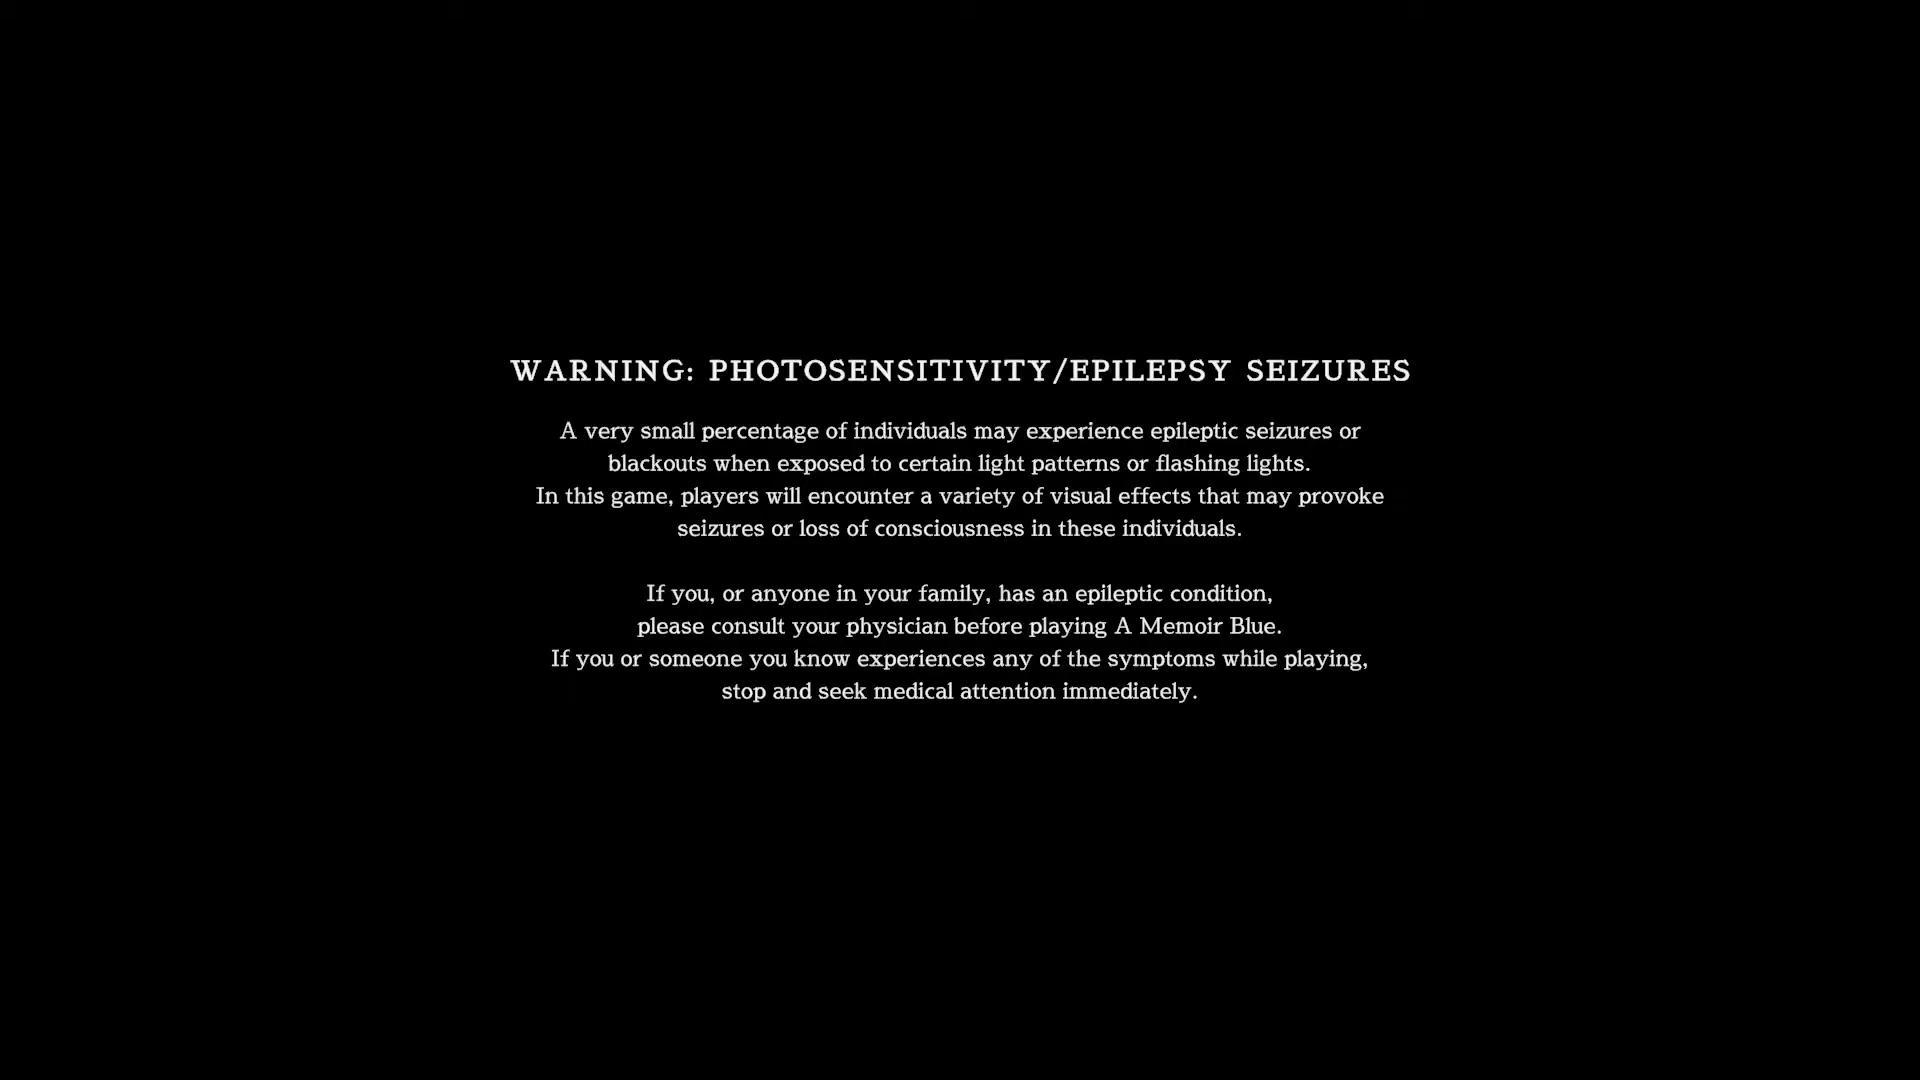 WARNING: PHOTOSENSITIVITY/EPILEPSY SEIZURES
A very small percentage of individuals may experience epileptic seizures or
blackouts when exposed to certain light patterns or flashing lights.
In this game, players will encounter a variety of visual effects that may provoke
seizures or loss of consciousness in these individuals.
If you, or anyone in your family, has an epileptic condition,
please consult your physician before playing A Memoir Blue.
If you or someone you know experiences any of the symptoms while playing,
stop and seek medical attention immediately.